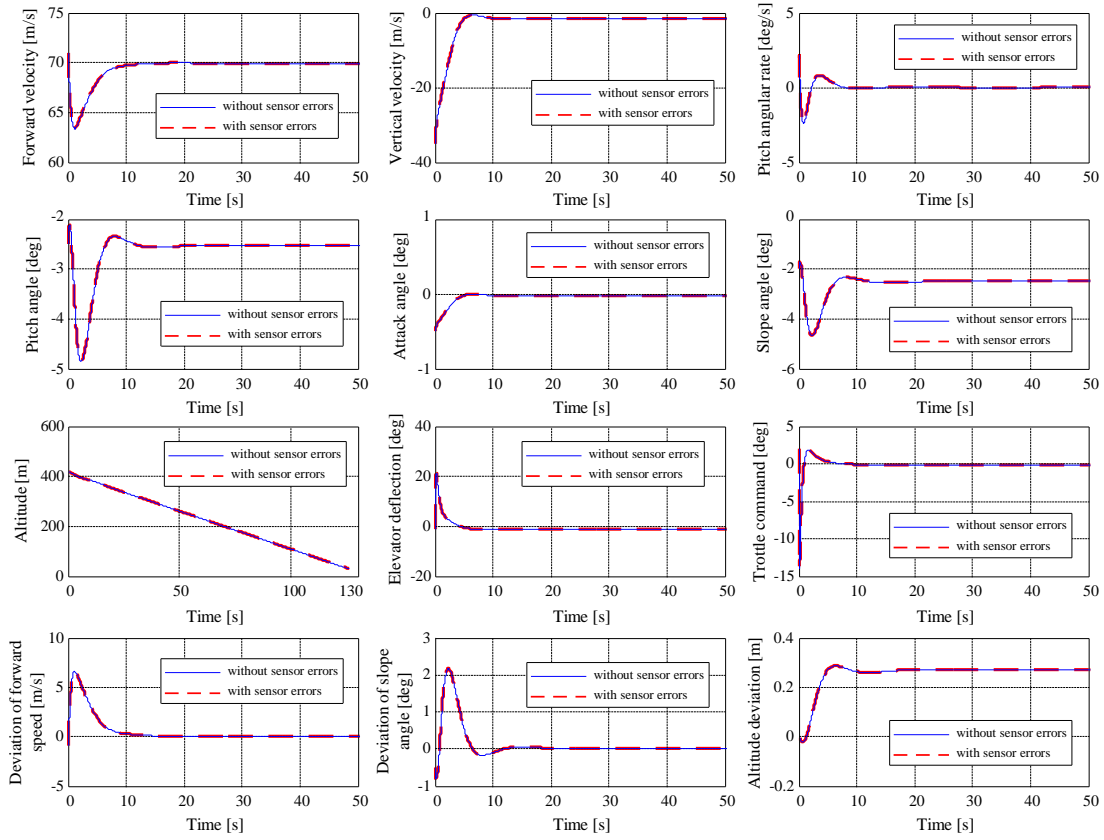 Forward velocity [m/s]
75
70
65
60
without sensor errors
with sensor errors
0 10 20 30 40 50
Time [s]
Vertical velocity [m/s]
0
-20
-40
without sensor errors
with sensor errors
0 10 20 30 40 50
Time [s]
Pitch angular rate [deg/s]
5
0
-5
without sensor errors
with sensor errors
0 10 20 30 40 50
Time [s]
Pitch angle [deg]
-2
-3
-4
-5
without sensor errors
with sensor errors
0 10 20 30 40 50
Time [s]
Attack angle [deg]
1
0
-1
without sensor errors
with sensor errors
0 10 20 30 40 50
Time [s]
Slope angle [deg]
0
-2
-4
-6
without sensor errors
with sensor errors
0 10 20 30 40 50
Time [s]
Altitude [m]
600
400
200
0
without sensor errors
with sensor errors
0 50 100 130
Time [s]
Elevator deflection [deg]
40
20
0
-20
without sensor errors
with sensor errors
0 10 20 30 40 50
Time [s]
Throttle command [deg]
5
0
-5
-10
-15
without sensor errors
with sensor errors
0 10 20 30 40 50
Time [s]
Deviation of forward
speed [m/s]
10
5
0
-5
without sensor errors
with sensor errors
0 10 20 30 40 50
Time [s]
Deviation of slope
angle [deg]
3
2
1
0
-1
without sensor errors
with sensor errors
0 10 20 30 40 50
Time [s]
Altitude deviation [m]
0.4
0.2
0
-0.2
without sensor errors
with sensor errors
0 10 20 30 40 50
Time [s]